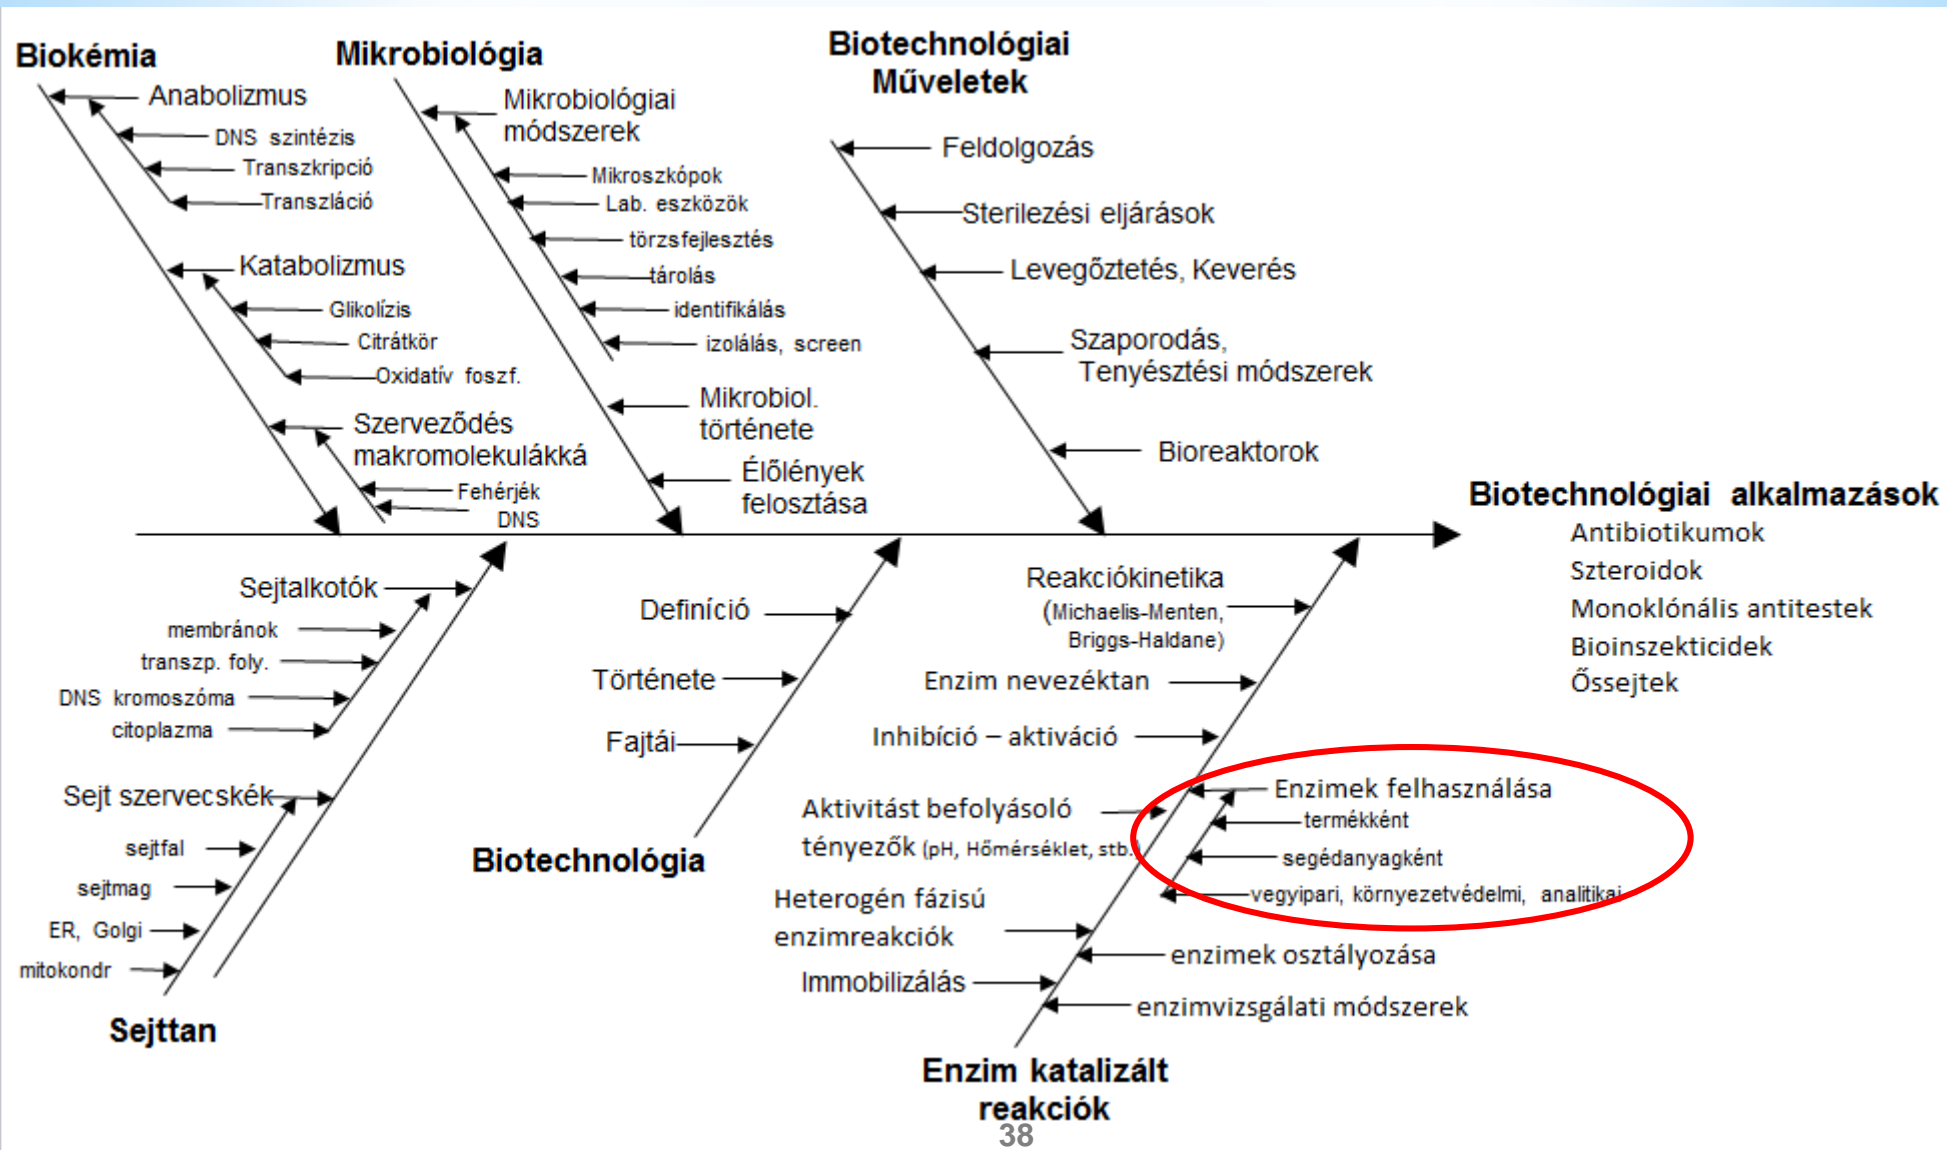 Biokémia
Anabolizmus
DNS szintézis
Transzkripció
Transzláció
Katabolizmus
Glikolízis
Citrátkör
Oxidatív foszf.
Szerveződés
makromolekulákká
Fehérjék
DNS
Mikrobiológia
Mikrobiológiai
módszerek
Mikroszkópok
Lab. eszközök
törzsfejlesztés
tárolás
identifikálás
izolálás, screen
Mikrobiol.
története
Élőlények
felosztása
Biotechnológiai
Műveletek
Feldolgozás
Sterilezési eljárások
Levegőztetés, Keverés
Szaporodás,
Tenyésztési módszerek
Bioreaktorok
Biotechnológiai alkalmazások
Antibiotikumok
Szteroidok
Monoklónális antitestek
Bioinszekticidek
Őssejtek
Sejtalkotók
membránok
transzp. foly.
DNS kromoszóma
citoplazma
Sejt szervecskék
sejtfal
sejtmag
ER, Golgi
mitokondr
Sejttan
Definíció
Története
Fajtái
Biotechnológia
Reakciókinetika
(Michaelis-Menten,
Briggs-Haldane)
Enzim nevezéktan
Inhibíció – aktiváció
Aktivitást befolyásoló
tényezők (pH, Hőmérséklet, stb.)
Heterogén fázisú
enzimreakciók
Immobilizálás
Enzimek felhasználása
termékként
segédanyagként
vegyipari, környezetvédelmi, analitikai
enzimek osztályozása
enzimvizsgálati módszerek
Enzim katalizált
reakciók
38